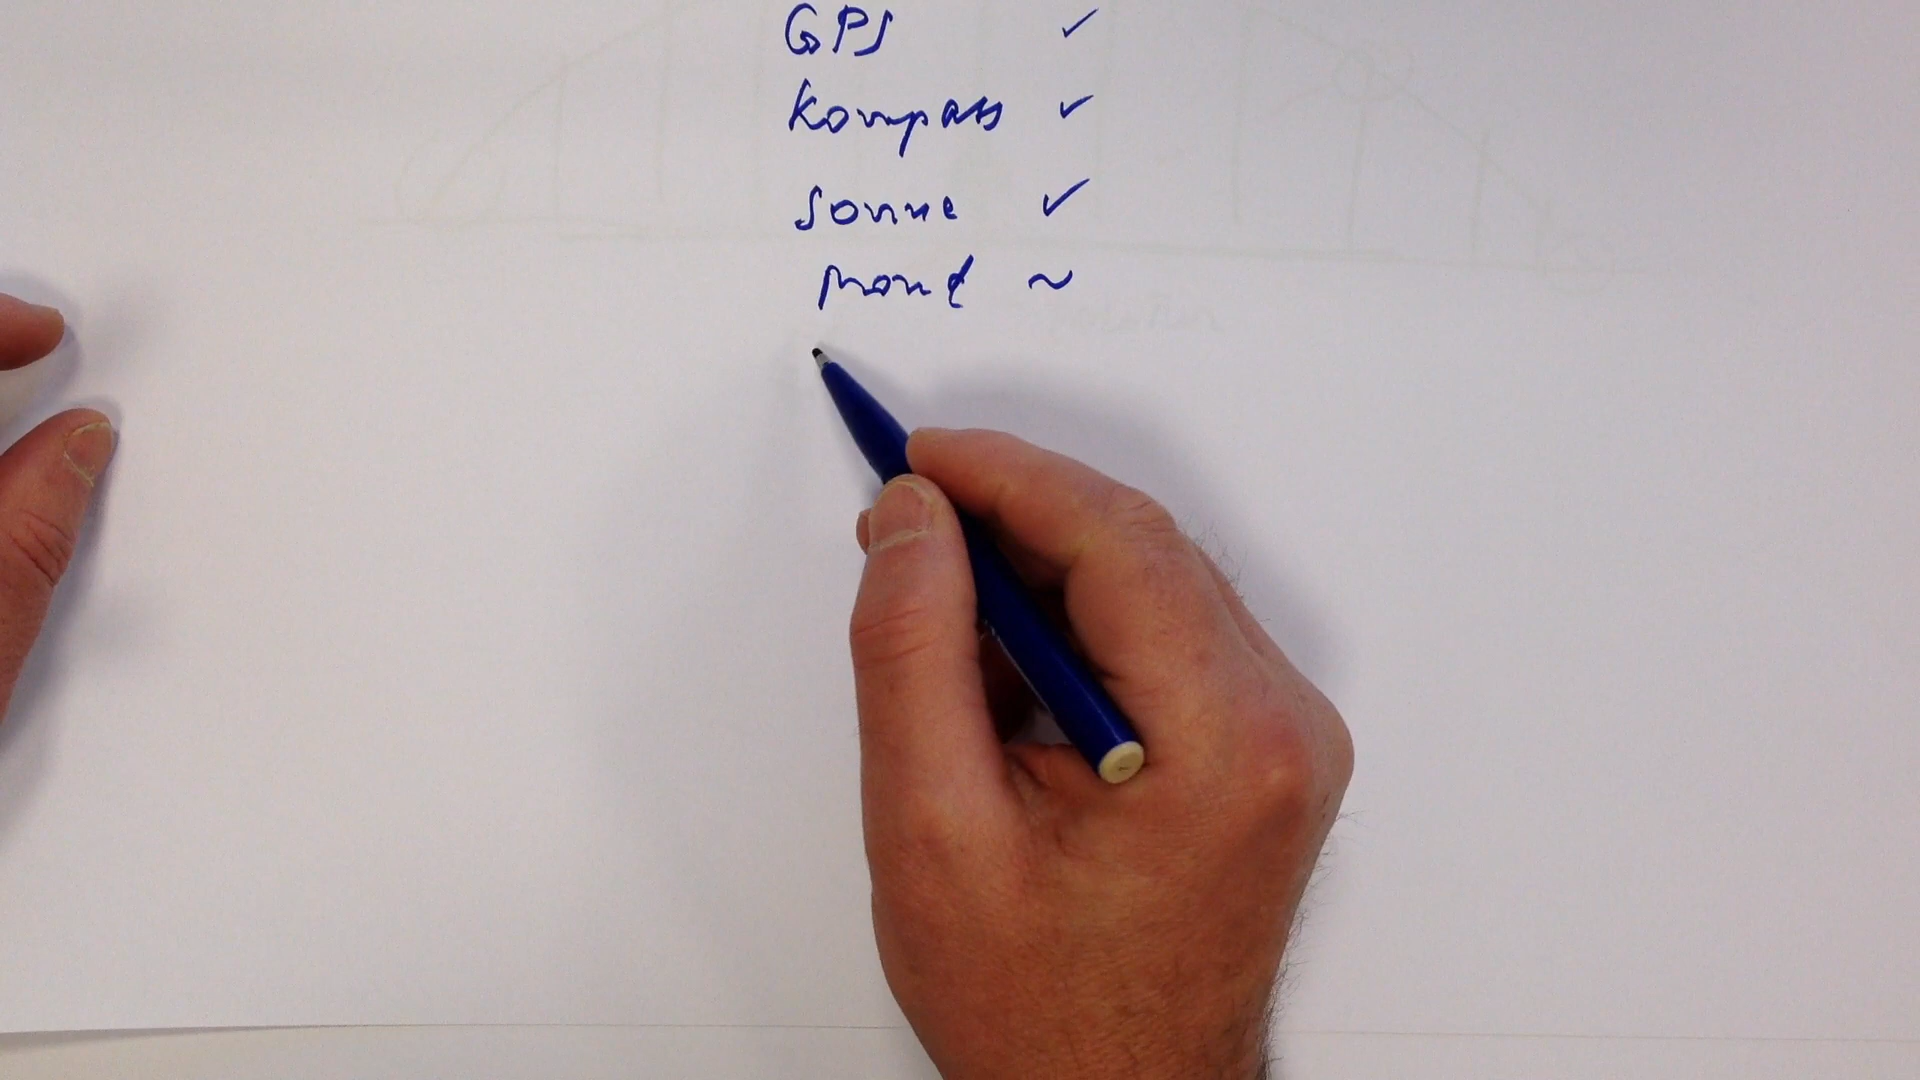 GPS ✓
Kompass ✓
Sonne ✓
Mond ~